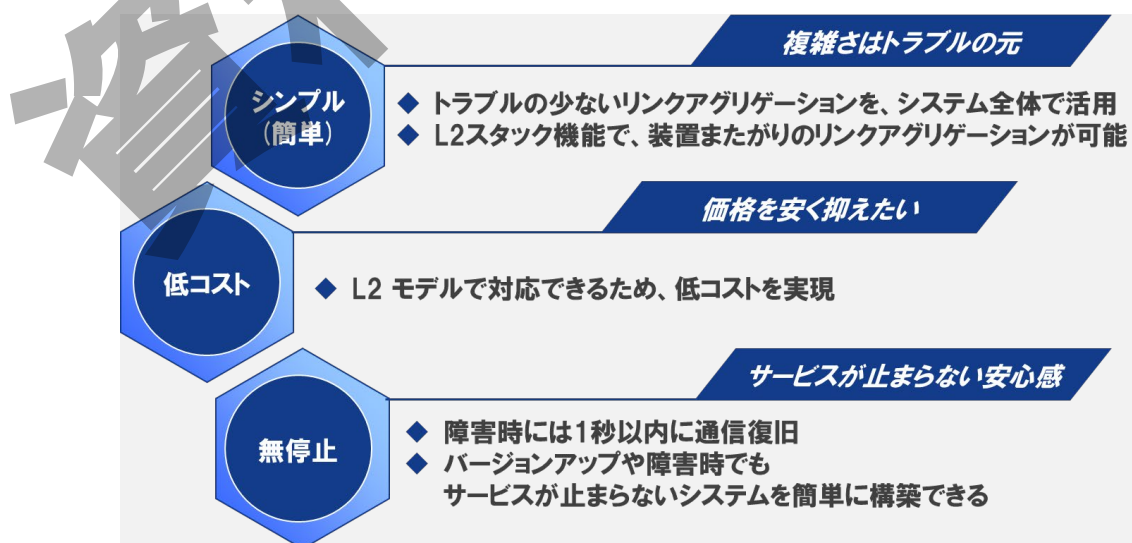 複雑さはトラブルの元
シンプル
(簡単)
◆ トラブルの少ないリンクアグリゲーションを、システム全体で活用
◆ L2スタック機能で、装置またがりのリンクアグリゲーションが可能
価格を安く抑えたい
低コスト
◆ L2 モデルで対応できるため、低コストを実現
サービスが止まらない安心感
無停止
◆ 障害時には1秒以内に通信復旧
◆ バージョンアップや障害時でも
サービスが止まらないシステムを簡単に構築できる